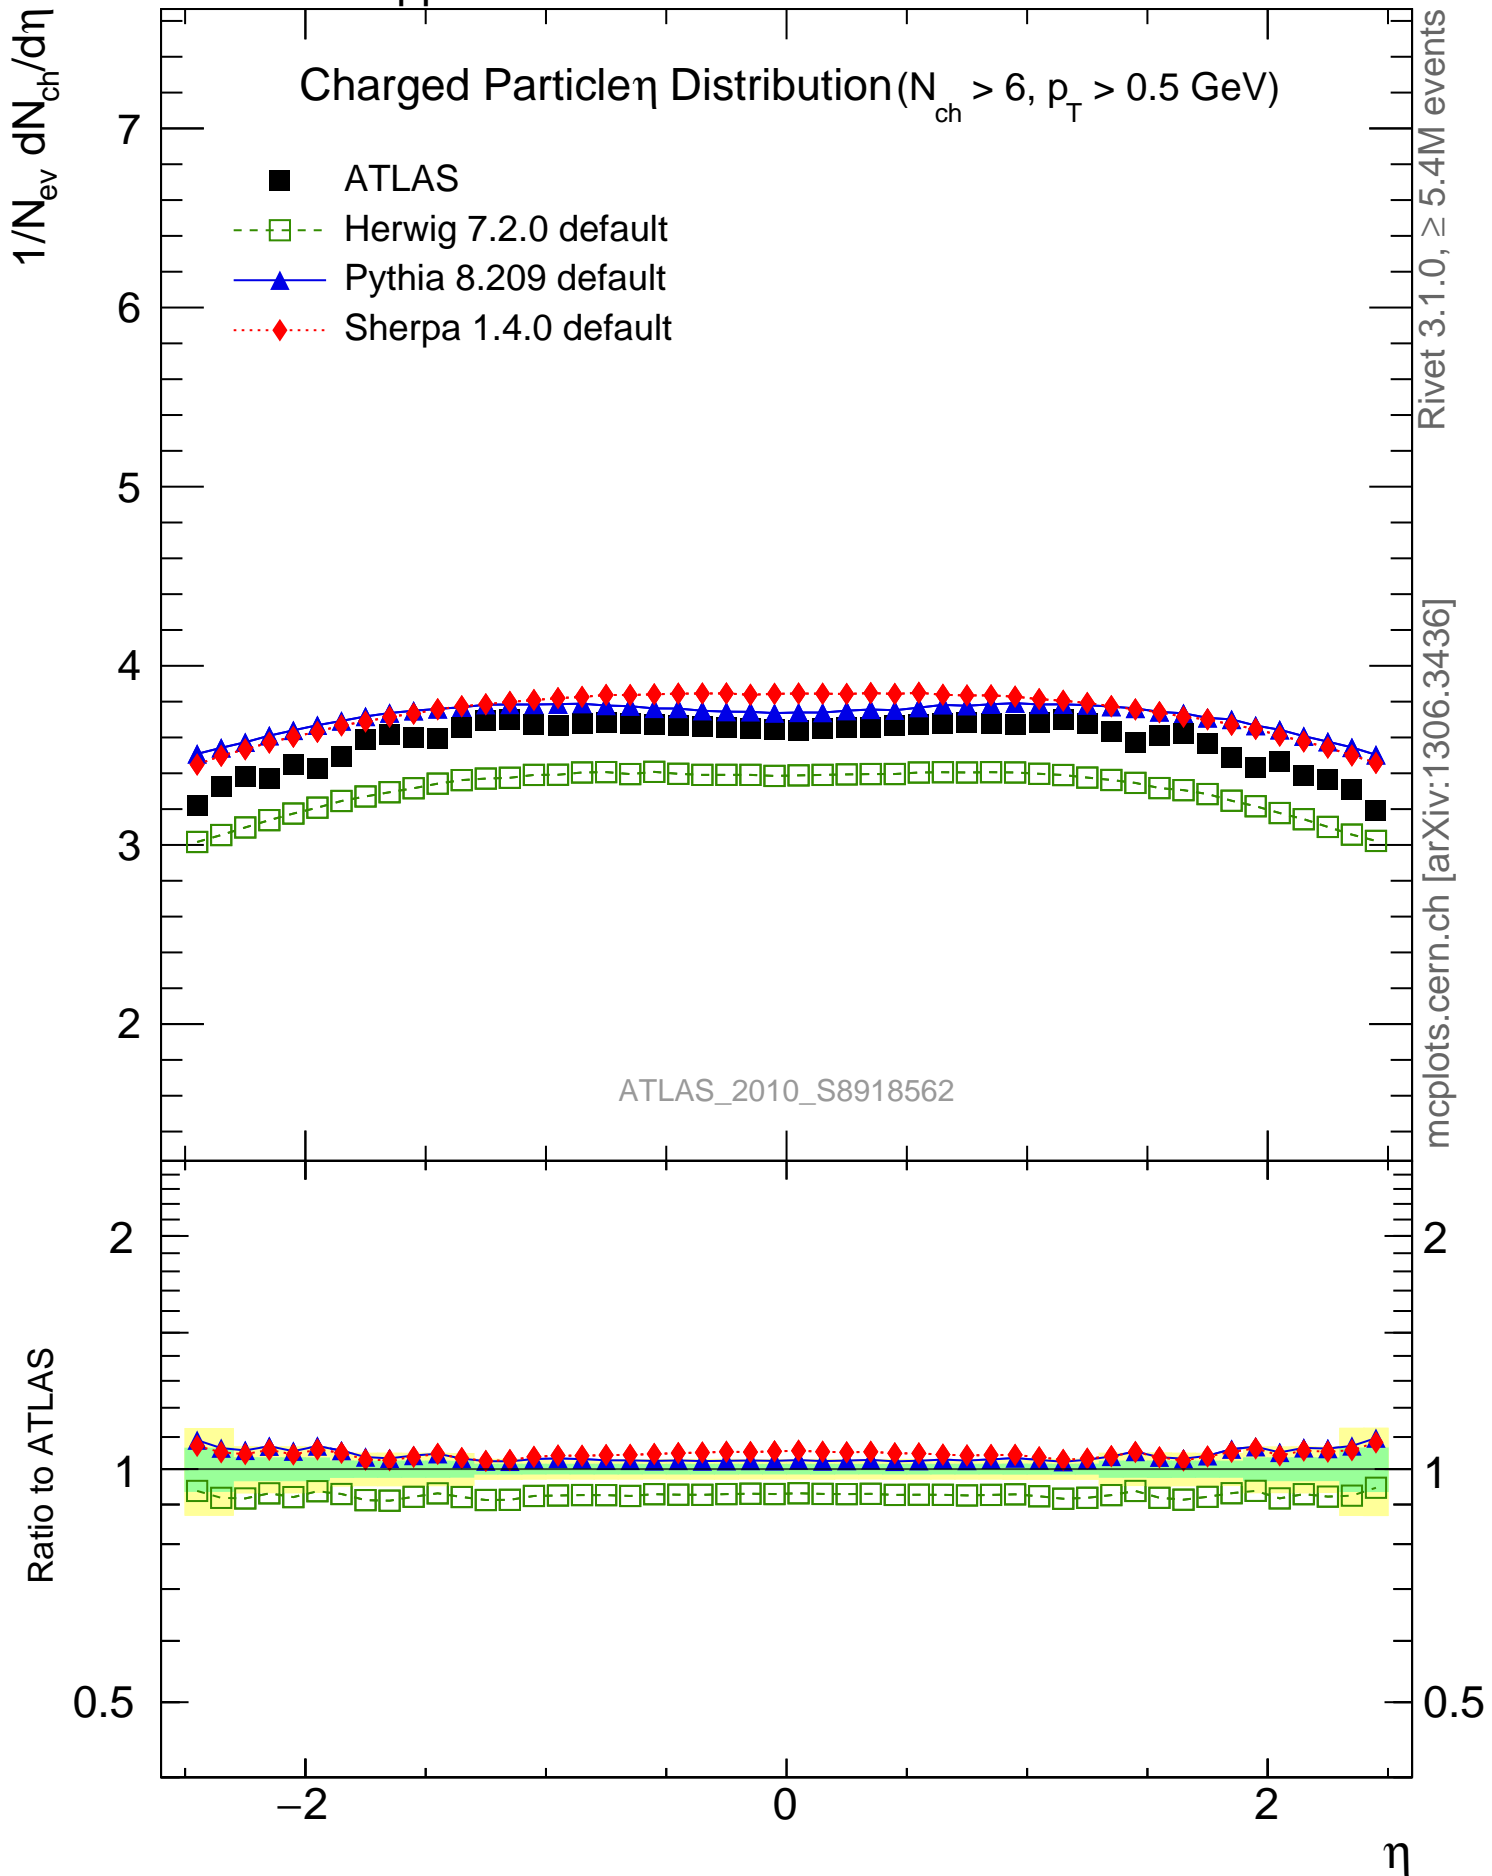 pp
1/N_ev dN_ch/dη
Charged Particleη Distribution (N_ch > 6, p_T > 0.5 GeV)
ATLAS
Herwig 7.2.0 default
Pythia 8.209 default
Sherpa 1.4.0 default
7
6
5
4
3
2
ATLAS_2010_S8918562
Rivet 3.1.0, ≥ 5.4M events
mcplots.cern.ch [arXiv:1306.3436]
Ratio to ATLAS
2
1
0.5
2
1
0.5
−2
0
2
η